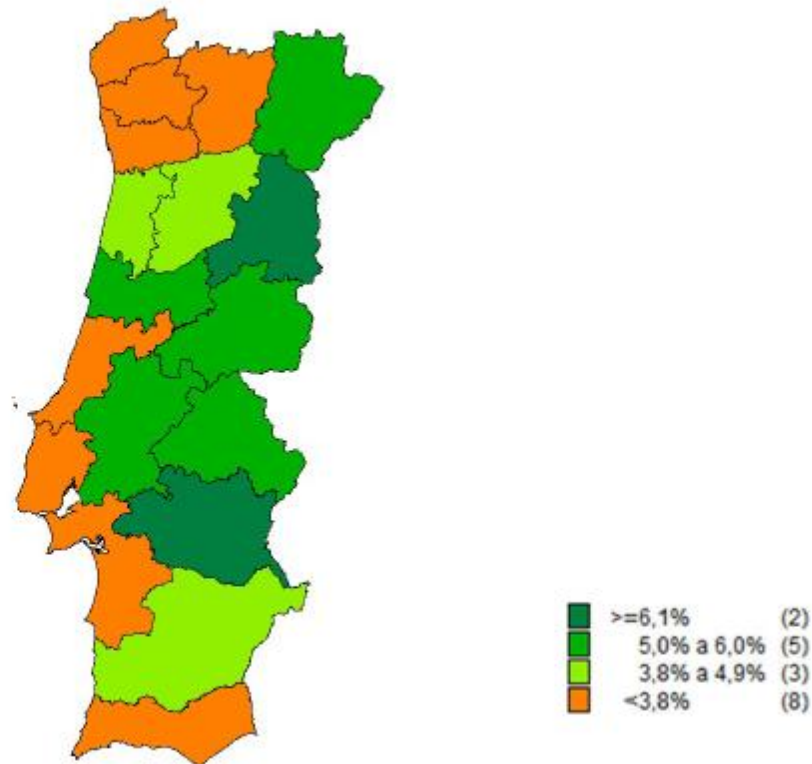 >=6,1% (2)
5,0% a 6,0% (5)
3,8% a 4,9% (3)
<3,8% (8)